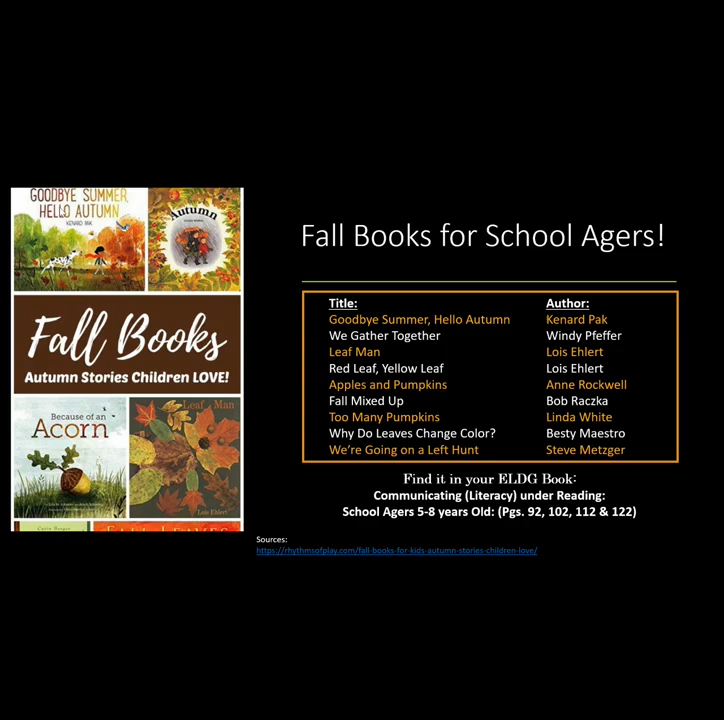 GOODBYE SUMMER,
HELLO AUTUMN
KENARD PAK
Autumn
Fall Books
Autumn Stories Children LOVE!
Because of an
Acorn
Leaf Man
Lois Ehlert
Fall Books for School Agers!
Title: Author:
Goodbye Summer, Hello Autumn Kenard Pak
We Gather Together Windy Pfeffer
Leaf Man Lois Ehlert
Red Leaf, Yellow Leaf Lois Ehlert
Apples and Pumpkins Anne Rockwell
Fall Mixed Up Bob Raczka
Too Many Pumpkins Linda White
Why Do Leaves Change Color? Besty Maestro
We're Going on a Left Hunt Steve Metzger
Find it in your ELDG Book:
Communicating (Literacy) under Reading:
School Agers 5-8 years Old: (Pgs. 92, 102, 112 & 122)
Sources:
https://rhythmsofplay.com/fall-books-for-kids-autumn-stories-children-love/